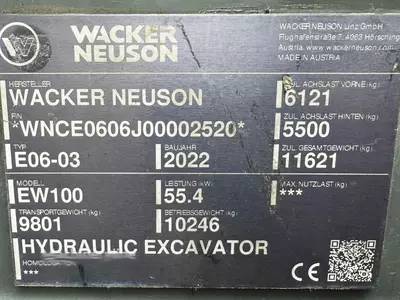 WACKER
NEUSON
WACKER NEUSON Linz GmbH
Flughafenstraße 7, 4063 Hörsching
Austria, www.wackerneuson.com
MADE IN AUSTRIA
HERSTELLER
WACKER NEUSON
ZUL. ACHSLAST VORNE (kg)
6121
FIN
*WNCE0606J00002520*
ZUL. ACHSLAST HINTEN (kg)
5500
TYP
E06-03
BAUJAHR
2022
ZUL. GESAMTGEWICHT (kg)
11621
MODELL
EW100
LEISTUNG (kW)
55.4
MAX. NUTZLAST (kg)
***
TRANSPORTGEWICHT (kg)
9801
BETRIEBSGEWICHT (kg)
10246
HYDRAULIC EXCAVATOR
***
CE